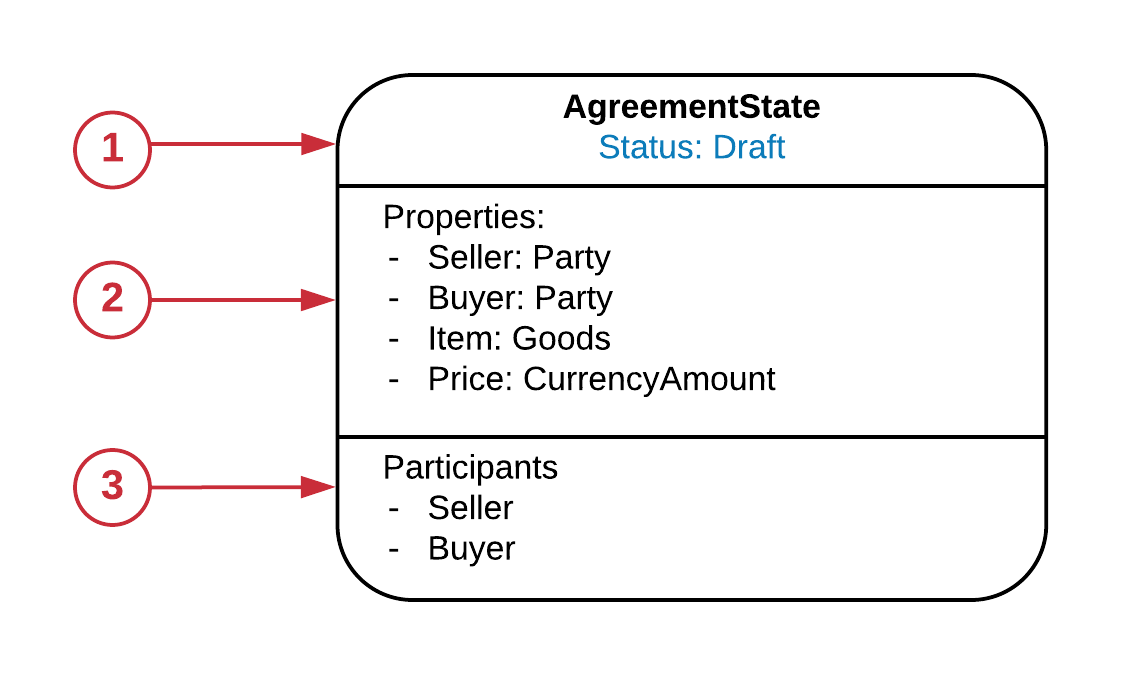 1
AgreementState
Status: Draft
2
Properties:
- Seller: Party
- Buyer: Party
- Item: Goods
- Price: CurrencyAmount
3
Participants
- Seller
- Buyer